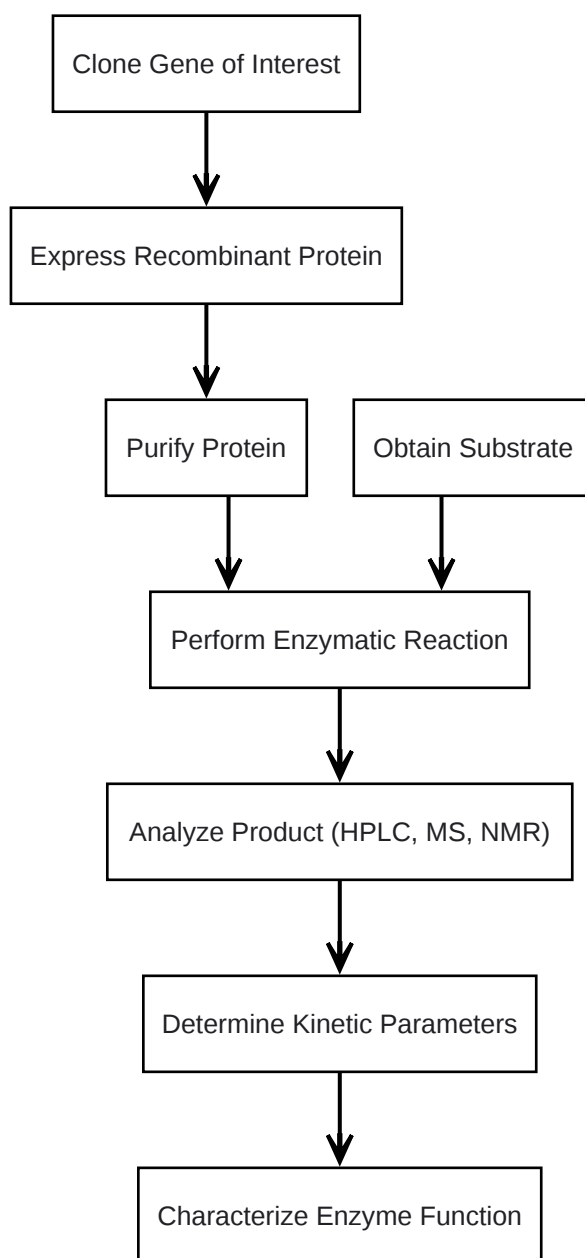 Clone Gene of Interest
Express Recombinant Protein
Purify Protein
Obtain Substrate
Perform Enzymatic Reaction
Analyze Product (HPLC, MS, NMR)
Determine Kinetic Parameters
Characterize Enzyme Function